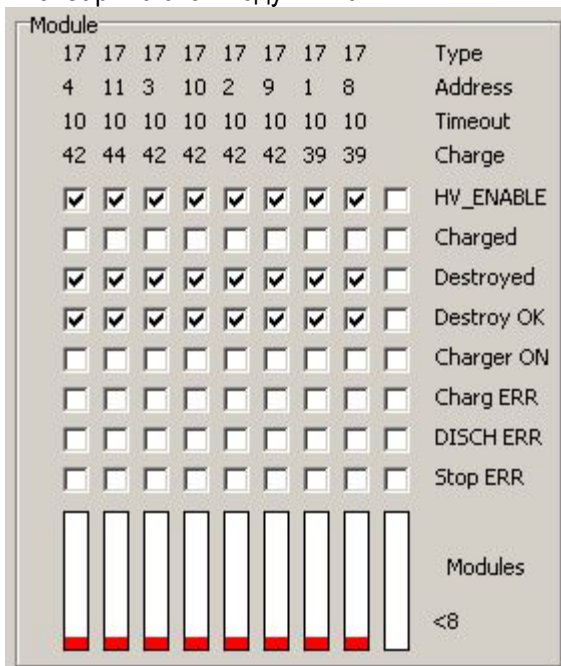 Module
17 17 17 17 17 17 17 17 Type
4 11 3 10 2 9 1 8 Address
10 10 10 10 10 10 10 10 Timeout
42 44 42 42 42 42 39 39 Charge
HV_ENABLE
Charged
Destroyed
Destroy OK
Charger ON
Charg ERR
DISCH ERR
Stop ERR
Modules
<8